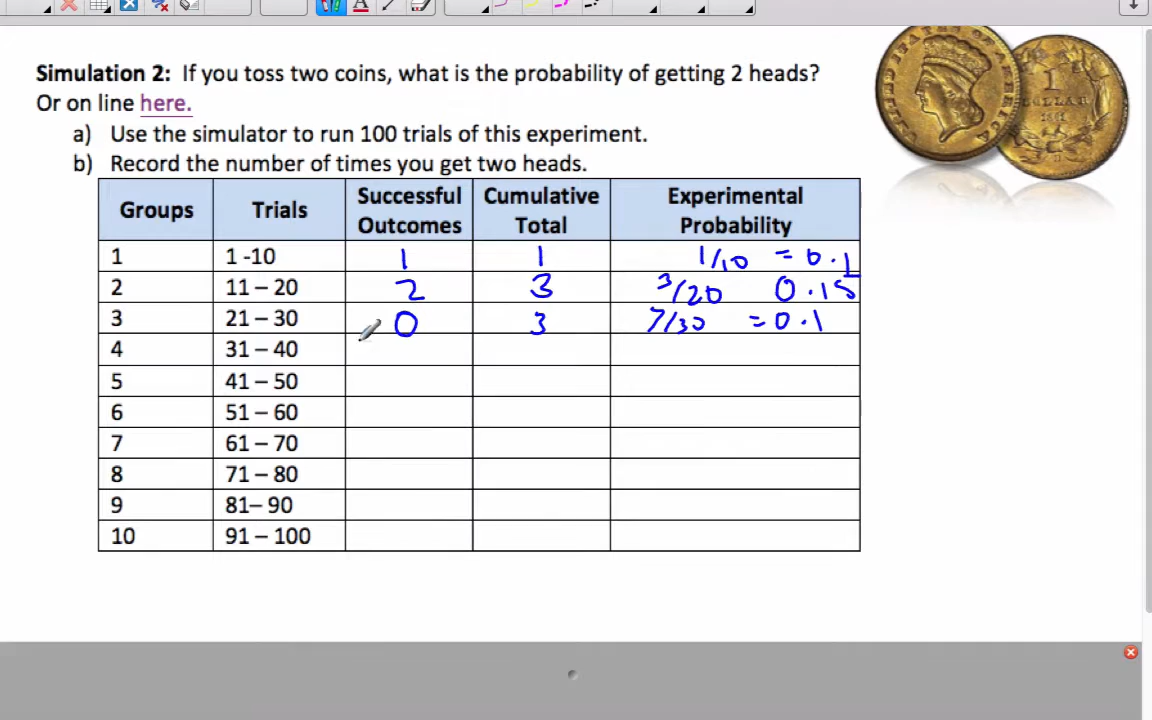 Simulation 2: If you toss two coins, what is the probability of getting 2 heads?
Or on line here.
a) Use the simulator to run 100 trials of this experiment.
b) Record the number of times you get two heads.
Groups Trials Successful Outcomes Cumulative Total Experimental Probability
1 1 -10 1 1 1/10 = 0.1
2 11 – 20 2 3 3/20 0.15
3 21 – 30 0 3 7/30 = 0.1
4 31 – 40
5 41 – 50
6 51 – 60
7 61 – 70
8 71 – 80
9 81– 90
10 91 – 100
1
DOLLAR